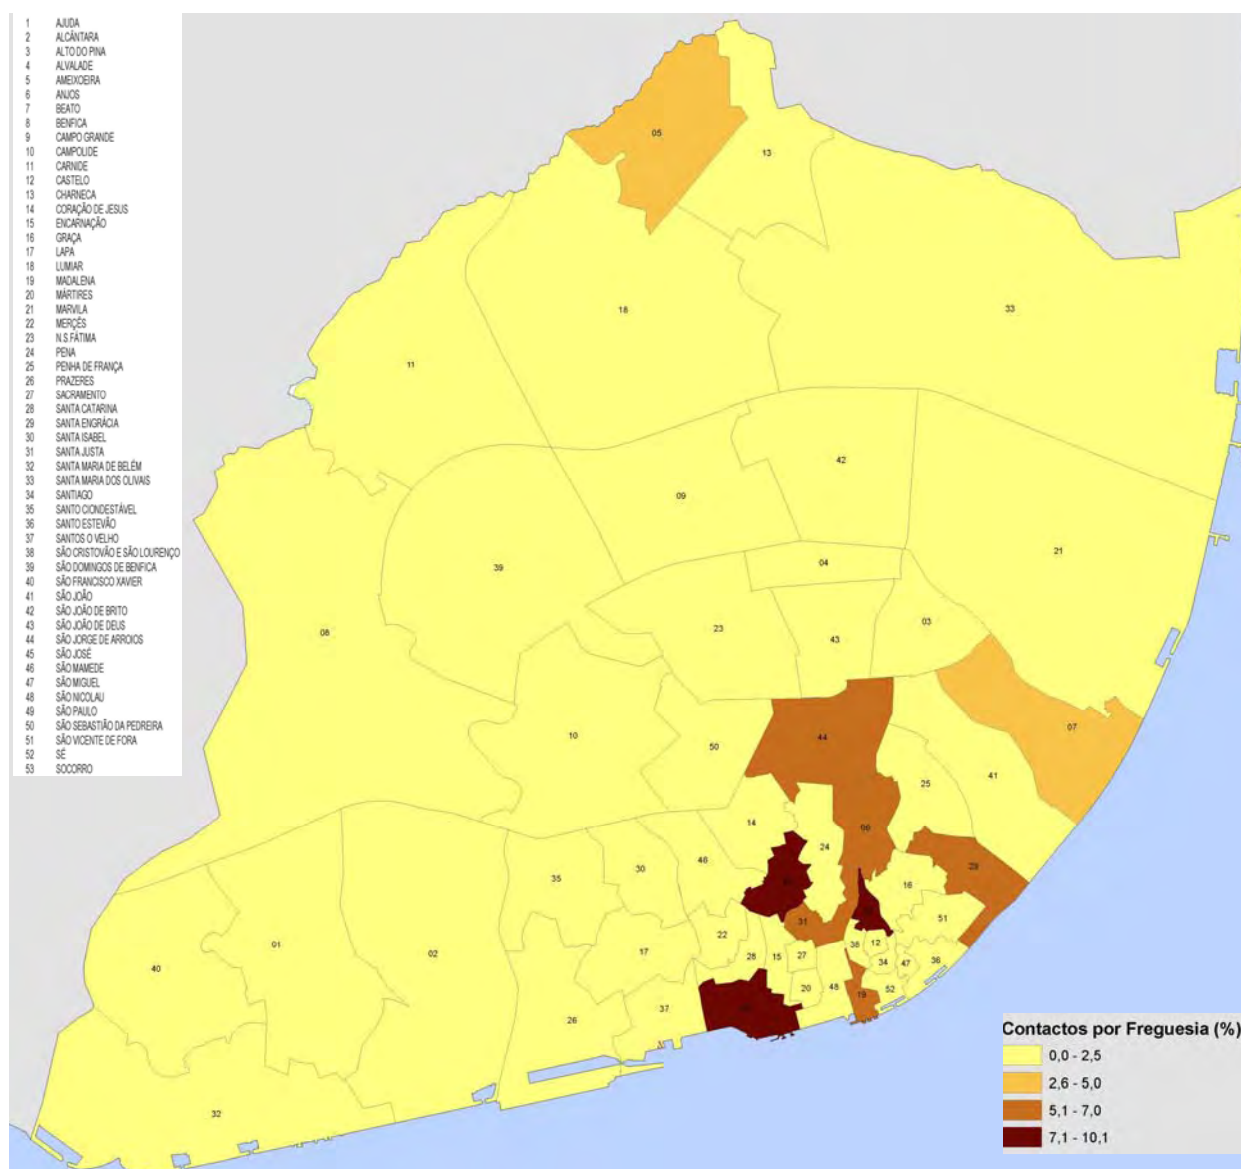 1 AJUDA
2 ALCÂNTARA
3 ALTO DO PINA
4 ALVALADE
5 AMEIXOEIRA
6 ANJOS
7 BEATO
8 BENFICA
9 CAMPO GRANDE
10 CAMPOLIDE
11 CARNIDE
12 CASTELO
13 CHARNECA
14 CORAÇÃO DE JESUS
15 ENCARNAÇÃO
16 GRAÇA
17 LAPA
18 LUMIAR
19 MADALENA
20 MÁRTIRES
21 MARVILA
22 MERÇÊS
23 N.S.FÁTIMA
24 PENA
25 PENHA DE FRANÇA
26 PRAZERES
27 SACRAMENTO
28 SANTA CATARINA
29 SANTA ENGRÁCIA
30 SANTA ISABEL
31 SANTA JUSTA
32 SANTA MARIA DE BELÉM
33 SANTA MARIA DOS OLIVAIS
34 SANTIAGO
35 SANTO CIONDESTÁVEL
36 SANTO ESTEVÃO
37 SANTOS O VELHO
38 SÃO CRISTOVÃO E SÃO LOURENÇO
39 SÃO DOMINGOS DE BENFICA
40 SÃO FRANCISCO XAVIER
41 SÃO JOÃO
42 SÃO JOÃO DE BRITO
43 SÃO JOÃO DE DEUS
44 SÃO JORGE DE ARROIOS
45 SÃO JOSÉ
46 SÃO MAMEDE
47 SÃO MIGUEL
48 SÃO NICOLAU
49 SÃO PAULO
50 SÃO SEBASTIÃO DA PEDREIRA
51 SÃO VICENTE DE FORA
52 SÉ
53 SOCORRO
05
13
18
33
11
42
09
21
39
04
08
23
43
03
07
10
50
44
41
25
14
06
24
35
30
46
29
16
31
51
22
01
02
17
28
15
27
38
12
34
47
36
40
26
37
20
48
19
52
32
Contactos por Freguesia (%)
0,0 - 2,5
2,6 - 5,0
5,1 - 7,0
7,1 - 10,1